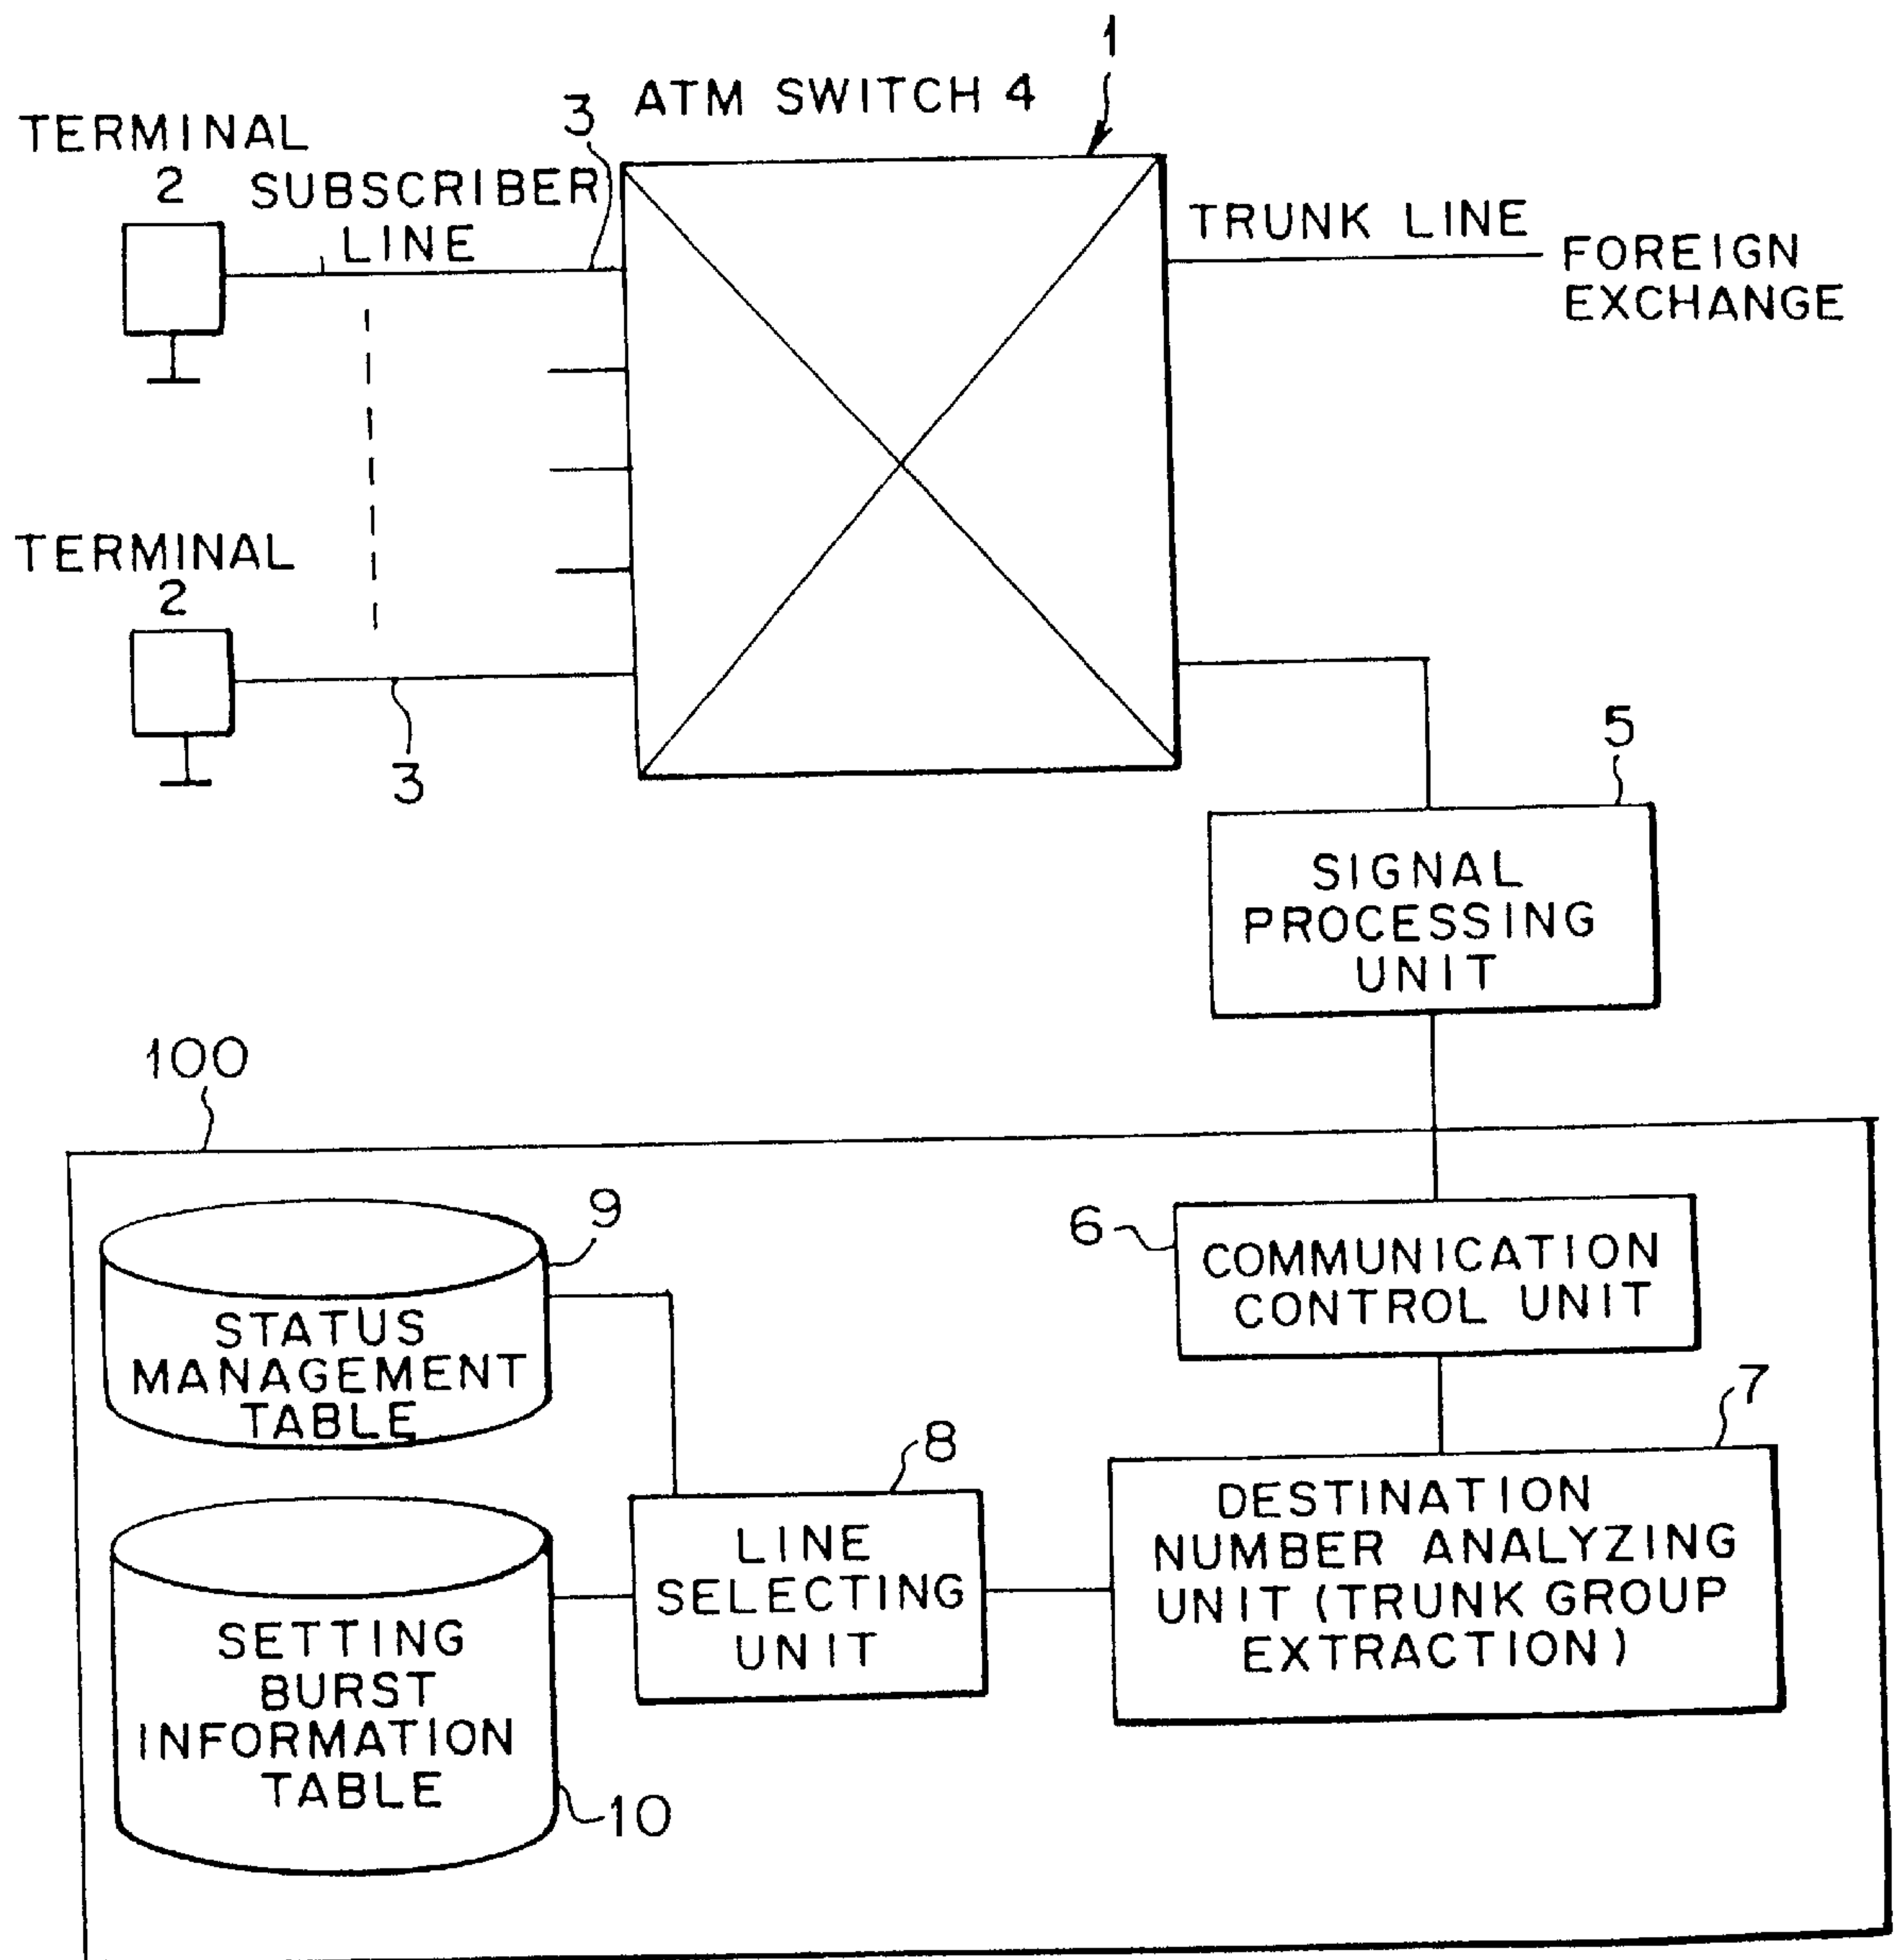 1
ATM SWITCH 4
3
TERMINAL
2
SUBSCRIBER
LINE
TRUNK LINE
FOREIGN
EXCHANGE
TERMINAL
2
3
5
SIGNAL
PROCESSING
UNIT
100
9
STATUS
MANAGEMENT
TABLE
6
COMMUNICATION
CONTROL UNIT
7
8
LINE
SELECTING
UNIT
DESTINATION
NUMBER ANALYZING
UNIT (TRUNK GROUP
EXTRACTION)
SETTING
BURST
INFORMATION
TABLE
10